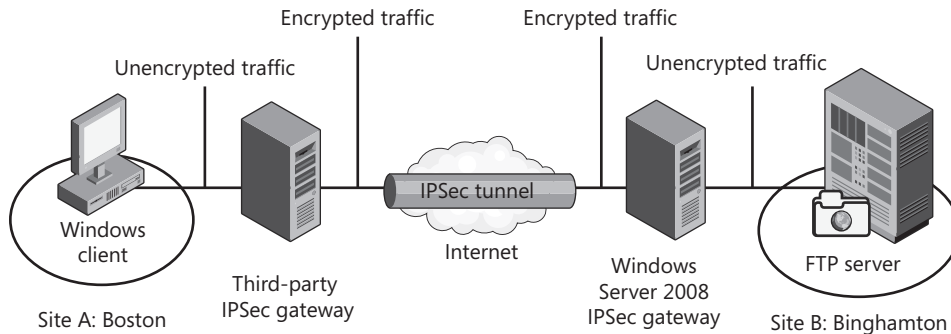 Encrypted traffic
Encrypted traffic
Unencrypted traffic
Unencrypted traffic
IPSec tunnel
Internet
Windows
client
Third-party
IPSec gateway
Windows
Server 2008
IPSec gateway
FTP server
Site A: Boston
Site B: Binghamton